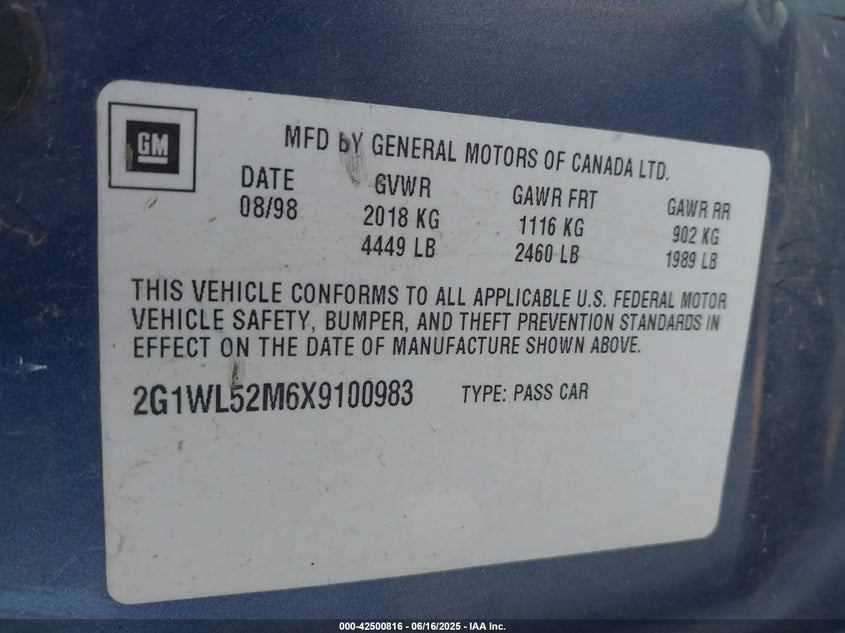 GM
MFD BY GENERAL MOTORS OF CANADA LTD.
DATE GVWR GAWR FRT GAWR RR
08/98 2018 KG 1116 KG 902 KG
4449 LB 2460 LB 1989 LB
THIS VEHICLE CONFORMS TO ALL APPLICABLE U.S. FEDERAL MOTOR
VEHICLE SAFETY, BUMPER, AND THEFT PREVENTION STANDARDS IN
EFFECT ON THE DATE OF MANUFACTURE SHOWN ABOVE.
2G1WL52M6X9100983 TYPE: PASS CAR
000-42500816 - 06/16/2025 - IAA Inc.